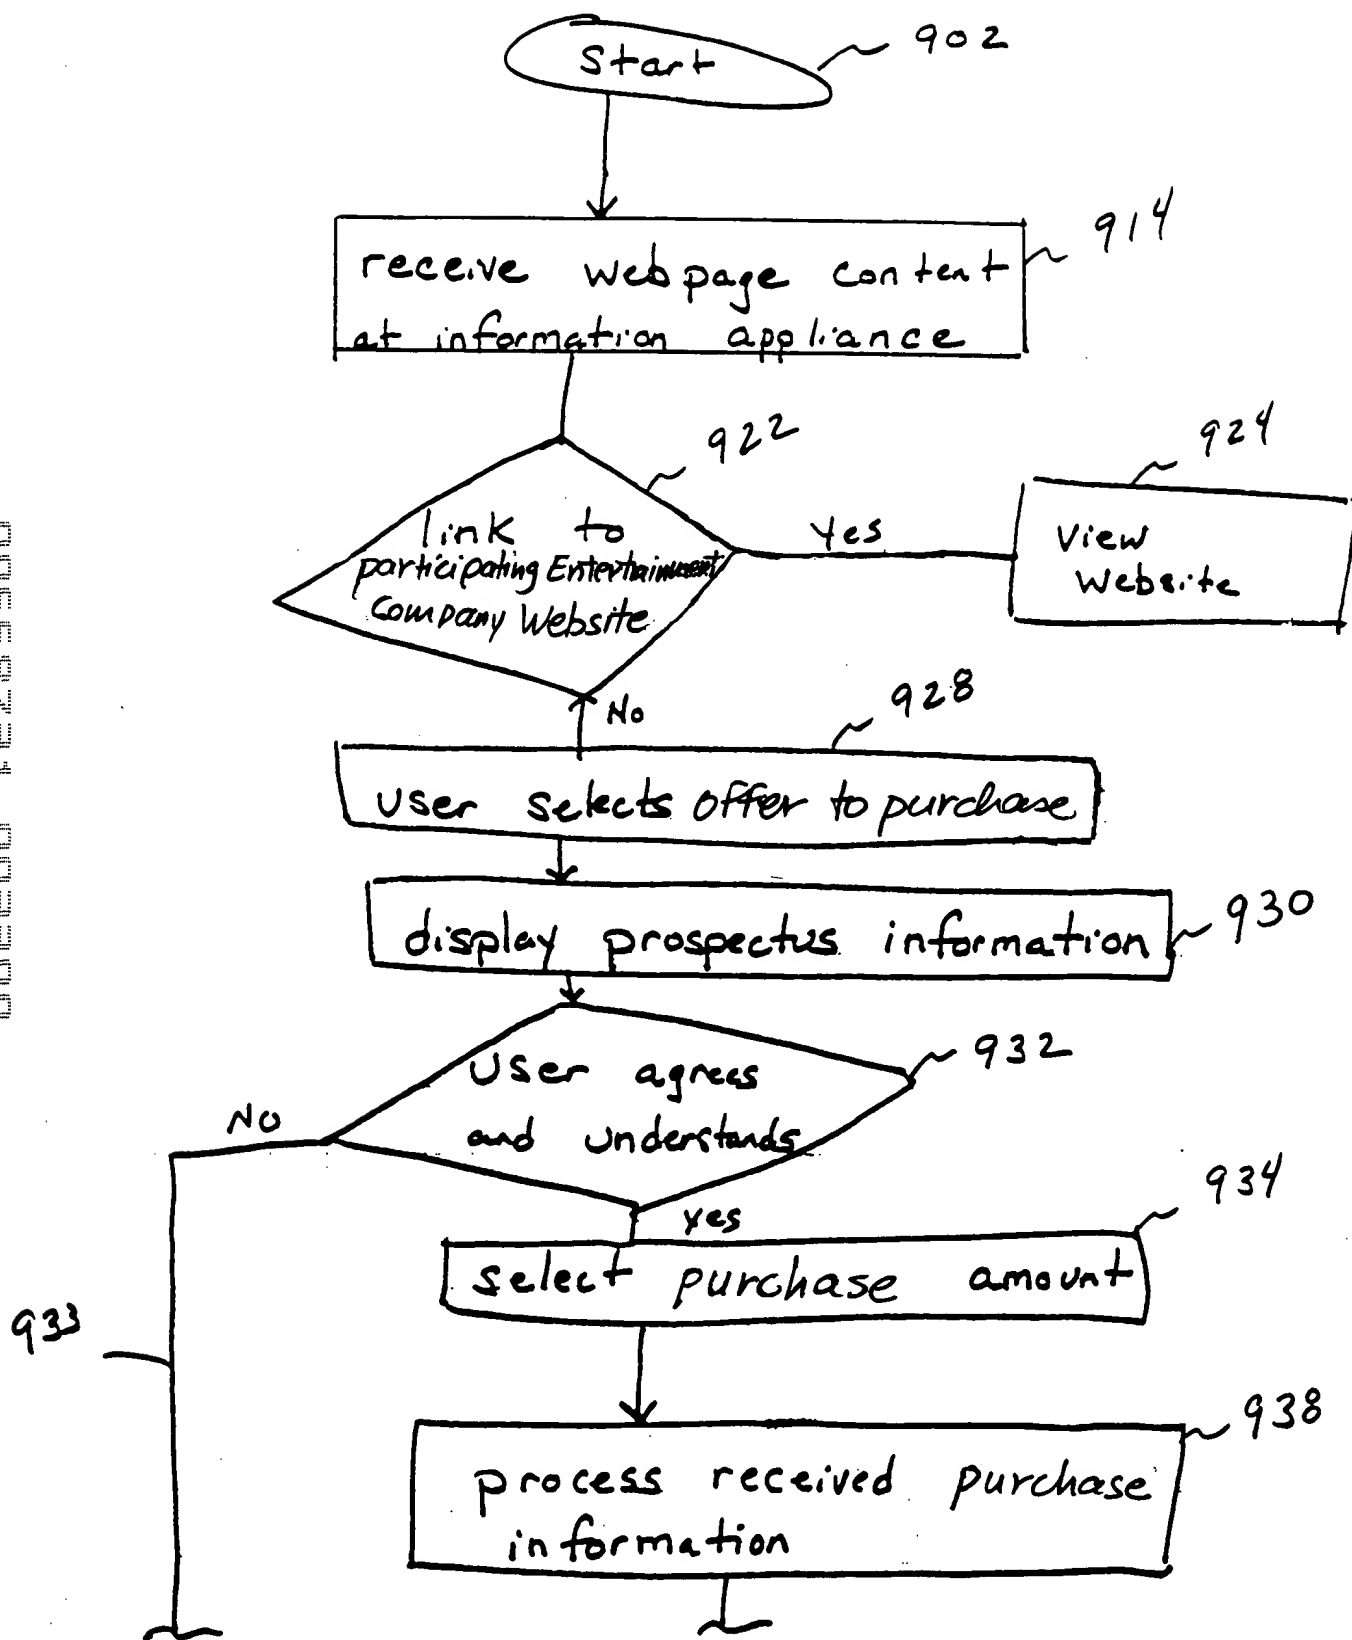 Start
902
receive webpage content
at information appliance
914
922
link to
participating Entertainment
Company Website
Yes
924
View
Website
No
928
User selects offer to purchase
display prospectus information
930
User agrees
and understands
932
No
yes
934
select purchase amount
933
938
process received purchase
information